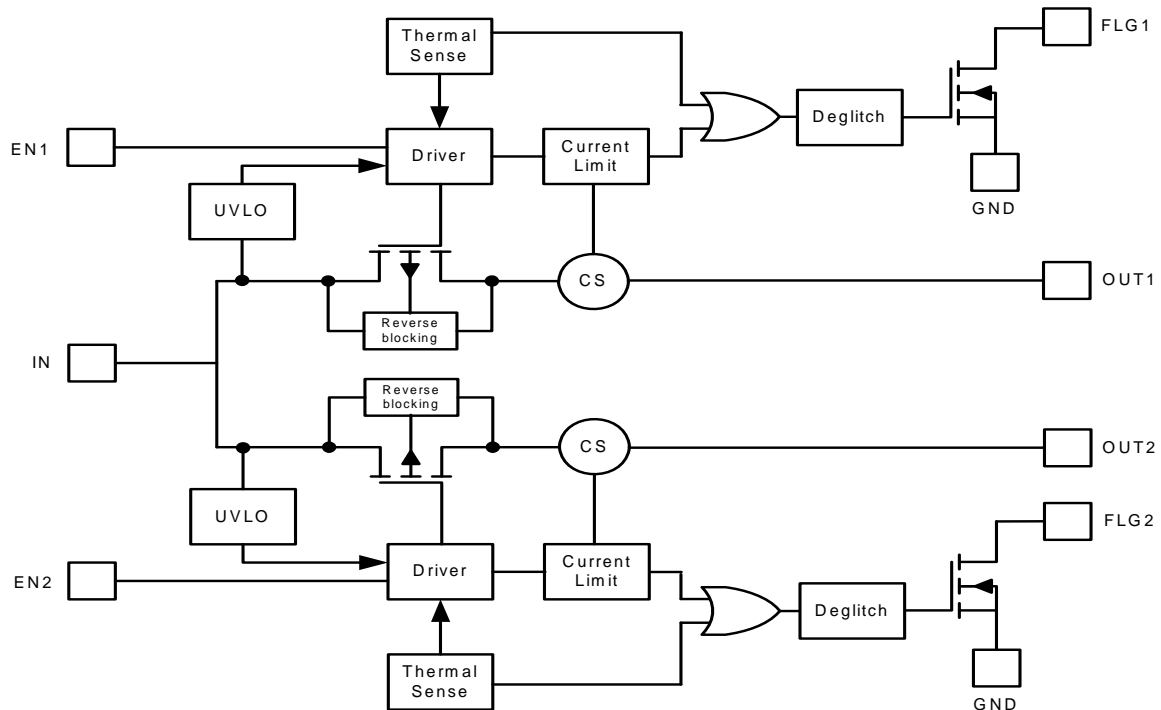 Thermal
Sense
FLG1
Deglitch
EN1
Driver
Current
Limit
UVLO
GND
CS
OUT1
Reverse
blocking
IN
Reverse
blocking
CS
OUT2
UVLO
FLG2
EN2
Driver
Current
Limit
Deglitch
Thermal
Sense
GND